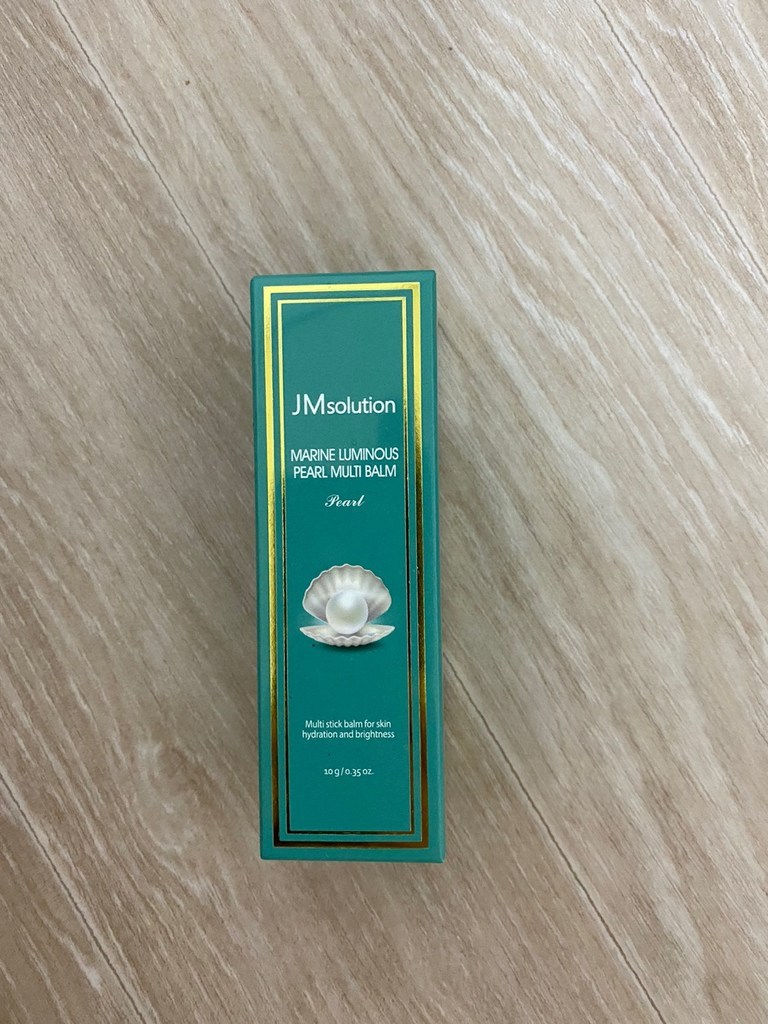 JMsolution
MARINE LUMINOUS
PEARL MULTI BALM
Pearl
Multi stick balm for skin
hydration and brightness
10 g / 0.35 oz.